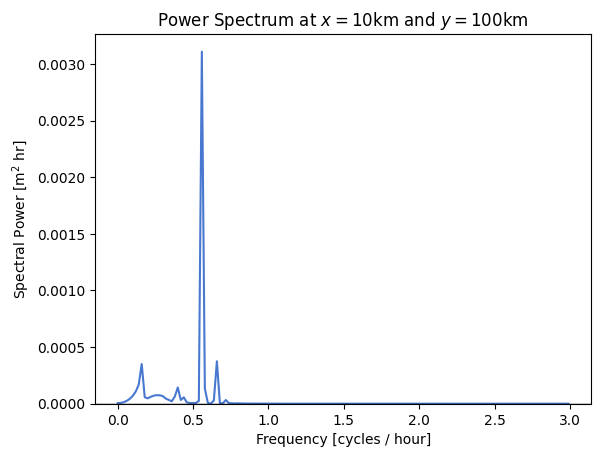 Power Spectrum at x = 10km and y = 100km
Spectral Power [m² hr]
0.0030
0.0025
0.0020
0.0015
0.0010
0.0005
0.0000
0.0 0.5 1.0 1.5 2.0 2.5 3.0
Frequency [cycles / hour]